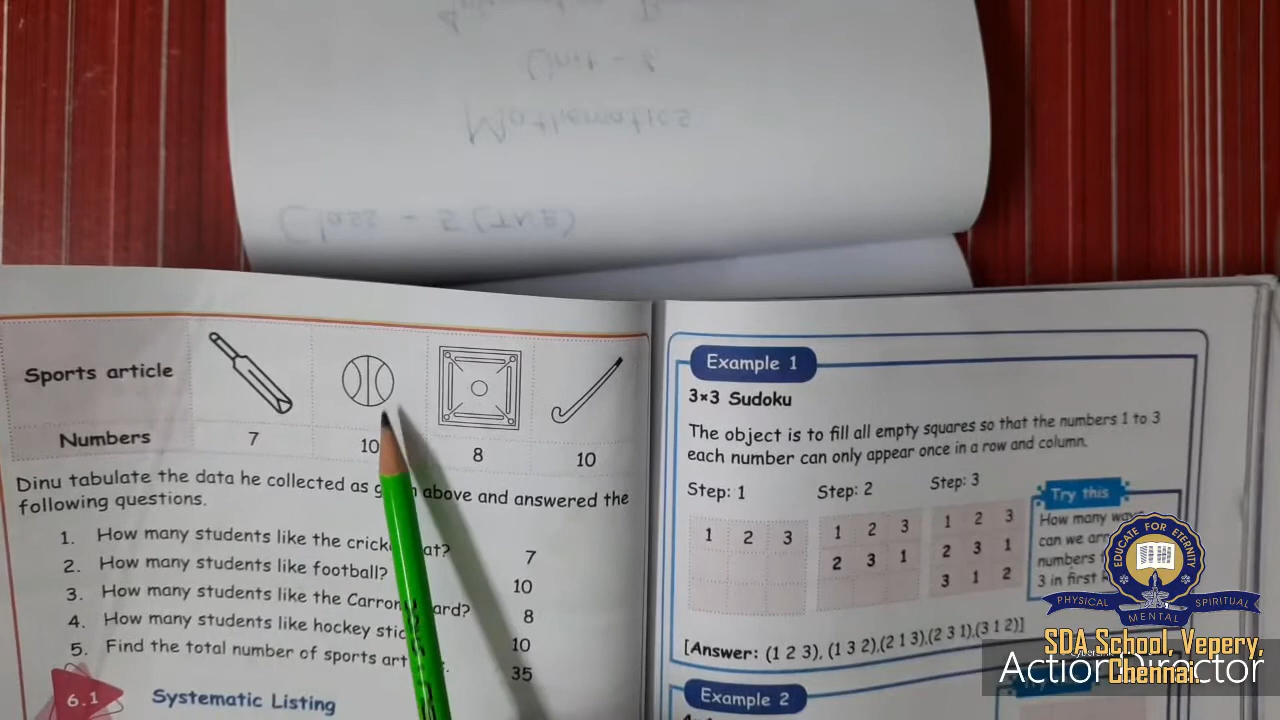 Mathematics
Class - 5 (TNB)
Sports article
Numbers 7 10 8 10
Dinu tabulate the data he collected as above and answered the
following questions.
1. How many students like the cricket 7
2. How many students like football? 10
3. How many students like the Carrom 8
4. How many students like hockey 10
5. Find the total number of sports 35
6.1 Systematic Listing
Example 1
3×3 Sudoku
The object is to fill all empty squares so that the numbers 1 to 3
each number can only appear once in a row and column.
Step: 1 Step: 2 Step: 3
1 2 3
1 2 3
2 3 1
1 2 3
2 3 1
3 1 2
Try this
How many
can we
numbers
3 in first
[Answer: (1 2 3), (1 3 2),(2 1 3),(2 3 1),(3 1 2)]
Example 2
EDUCATE FOR ETERNITY
PHYSICAL MENTAL SPIRITUAL
SDA School, Vepery,
Chennai.
ActionDirector